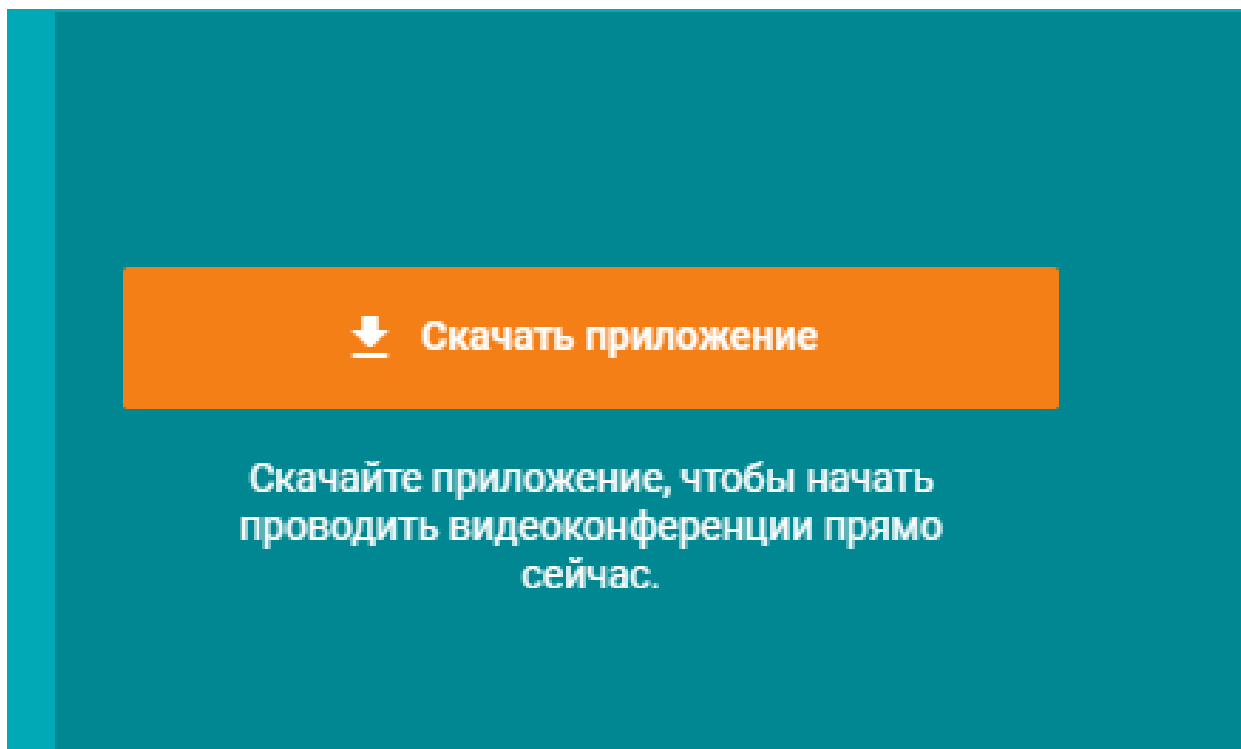 Скачать приложение
Скачайте приложение, чтобы начать
проводить видеоконференции прямо
сейчас.